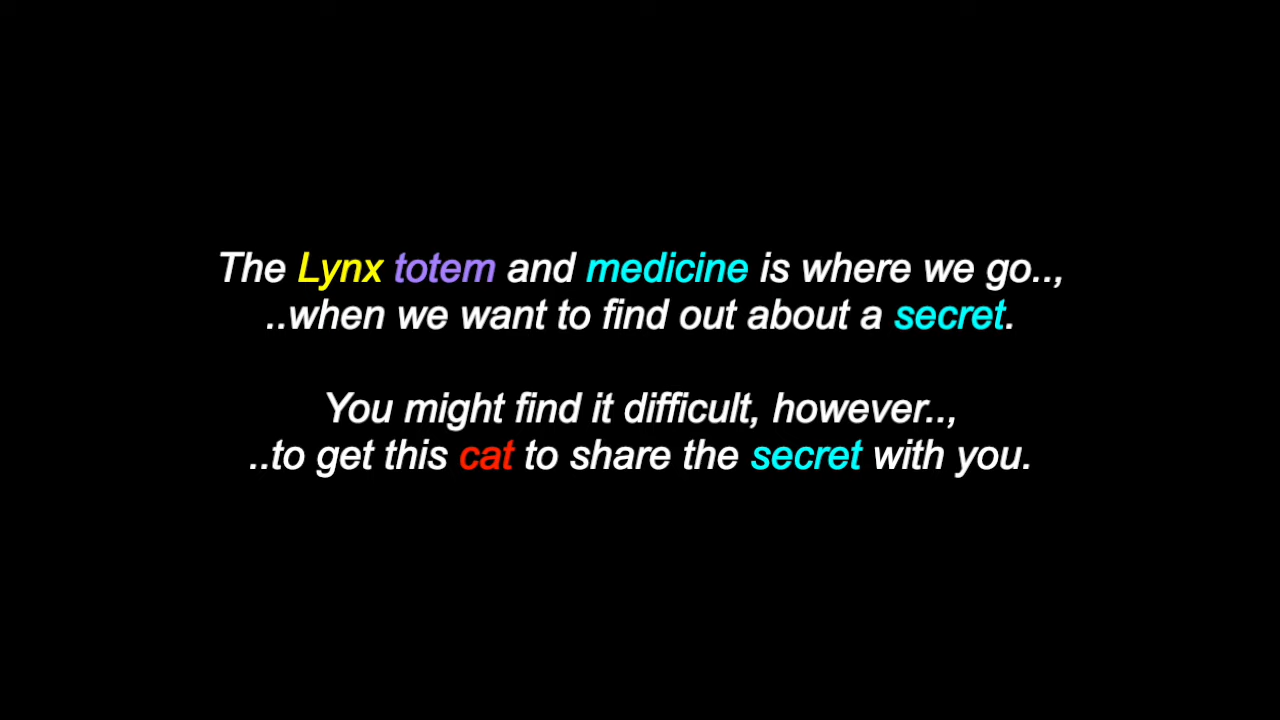 The Lynx totem and medicine is where we go..,
..when we want to find out about a secret.
You might find it difficult, however..,
..to get this cat to share the secret with you.